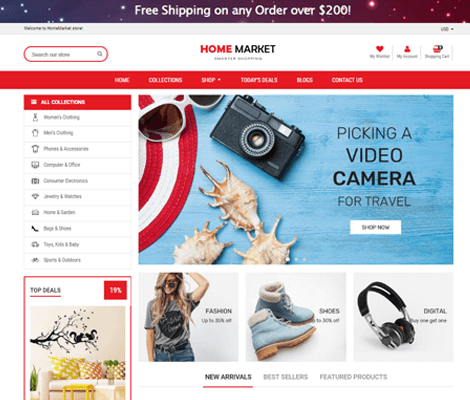 Free Shipping on any Order over $200!
Welcome to HomeMarket store!
USD
Search our store
HOME MARKET
SMARTER SHOPPING
My Wishlist
My Account
Shopping Cart
HOME
COLLECTIONS
SHOP
TODAY'S DEALS
BLOGS
CONTACT US
ALL COLLECTIONS
Women's Clothing
Men's Clothing
Phones & Accessories
Computer & Office
Consumer Electronics
Jewelry & Watches
Home & Garden
Bags & Shoes
Toys, Kids & Baby
Sports & Outdoors
PICKING A
VIDEO
CAMERA
FOR TRAVEL
SHOP NOW
TOP DEALS
19%
FASHION
Up to 30% off
SHOES
Up to 30% off
DIGITAL
Buy one get one
NEW ARRIVALS
BEST SELLERS
FEATURED PRODUCTS